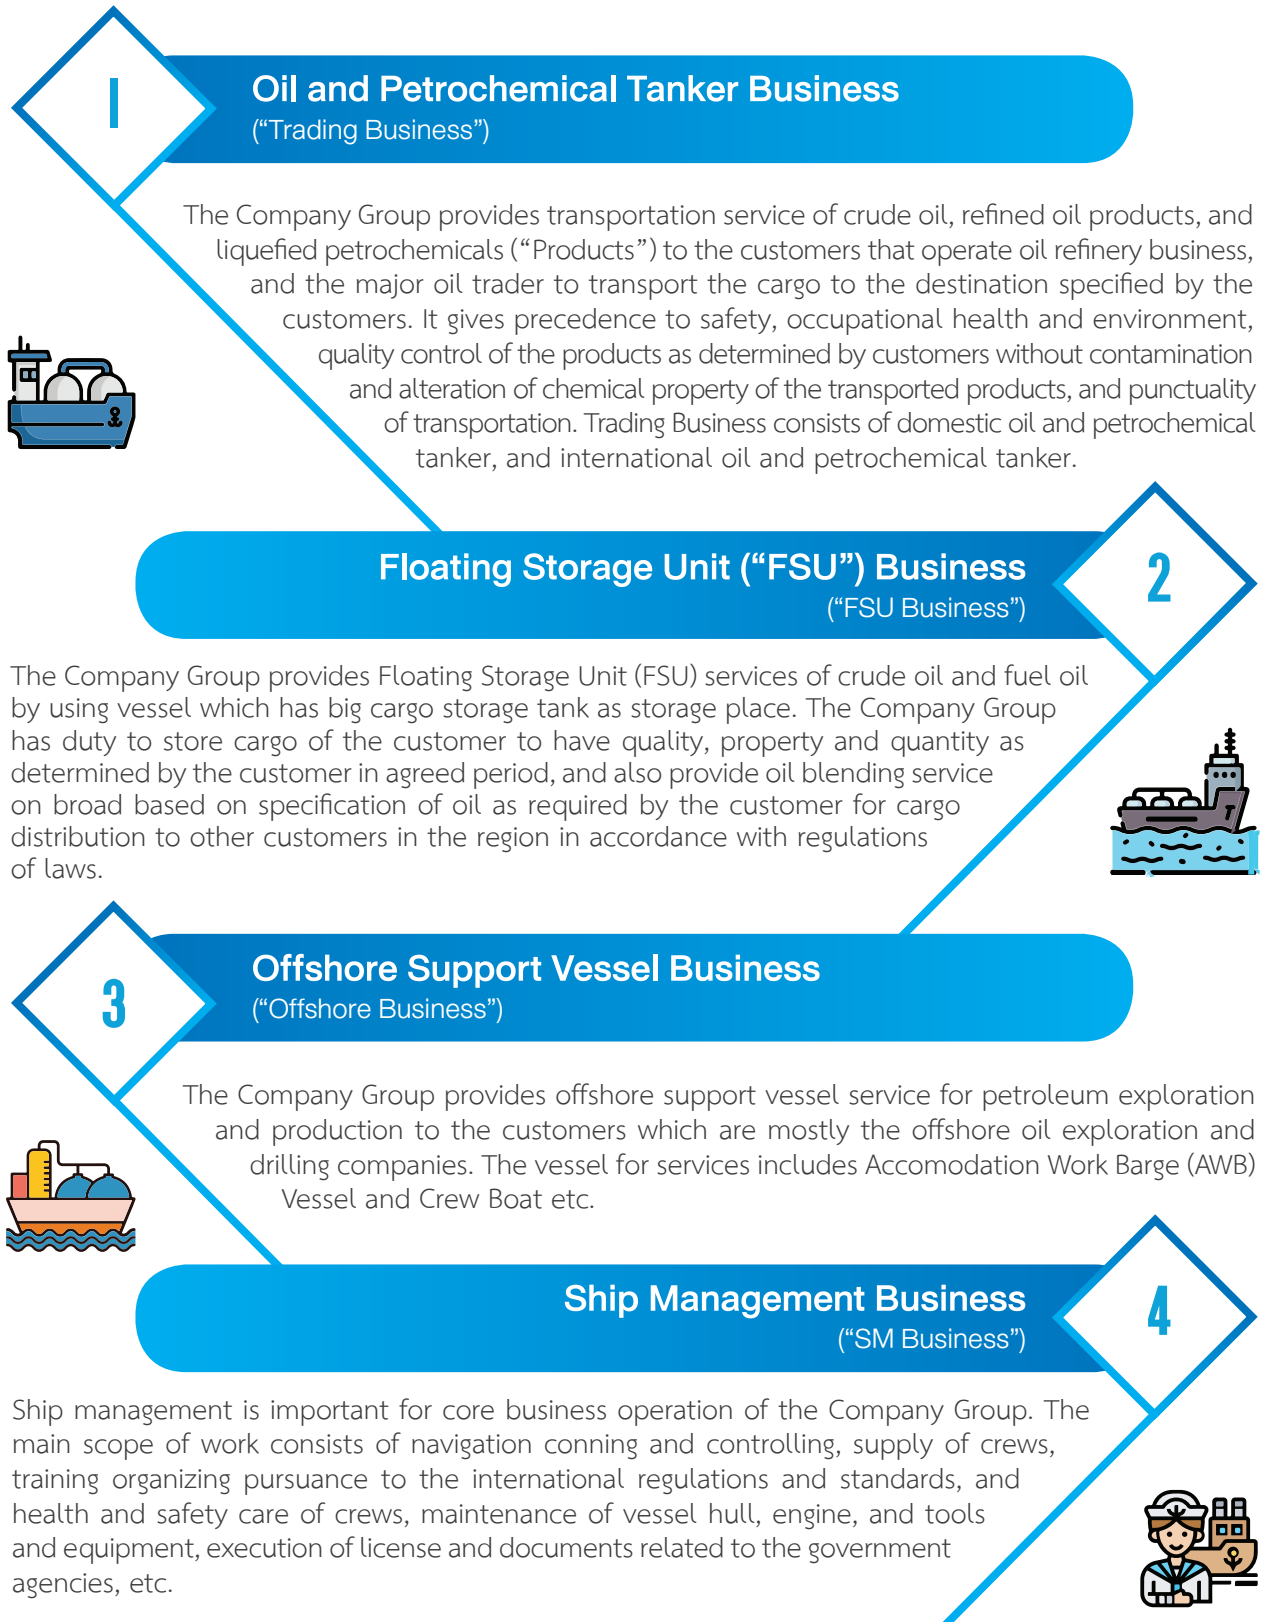 1
Oil and Petrochemical Tanker Business
(“Trading Business”)
The Company Group provides transportation service of crude oil, refined oil products, and
liquefied petrochemicals (“Products”) to the customers that operate oil refinery business,
and the major oil trader to transport the cargo to the destination specified by the
customers. It gives precedence to safety, occupational health and environment,
quality control of the products as determined by customers without contamination
and alteration of chemical property of the transported products, and punctuality
of transportation. Trading Business consists of domestic oil and petrochemical
tanker, and international oil and petrochemical tanker.
Floating Storage Unit (“FSU”) Business
(“FSU Business”)
2
The Company Group provides Floating Storage Unit (FSU) services of crude oil and fuel oil
by using vessel which has big cargo storage tank as storage place. The Company Group
has duty to store cargo of the customer to have quality, property and quantity as
determined by the customer in agreed period, and also provide oil blending service
on broad based on specification of oil as required by the customer for cargo
distribution to other customers in the region in accordance with regulations
of laws.
3
Offshore Support Vessel Business
(“Offshore Business”)
The Company Group provides offshore support vessel service for petroleum exploration
and production to the customers which are mostly the offshore oil exploration and
drilling companies. The vessel for services includes Accomodation Work Barge (AWB)
Vessel and Crew Boat etc.
Ship Management Business
(“SM Business”)
4
Ship management is important for core business operation of the Company Group. The
main scope of work consists of navigation conning and controlling, supply of crews,
training organizing pursuance to the international regulations and standards, and
health and safety care of crews, maintenance of vessel hull, engine, and tools
and equipment, execution of license and documents related to the government
agencies, etc.